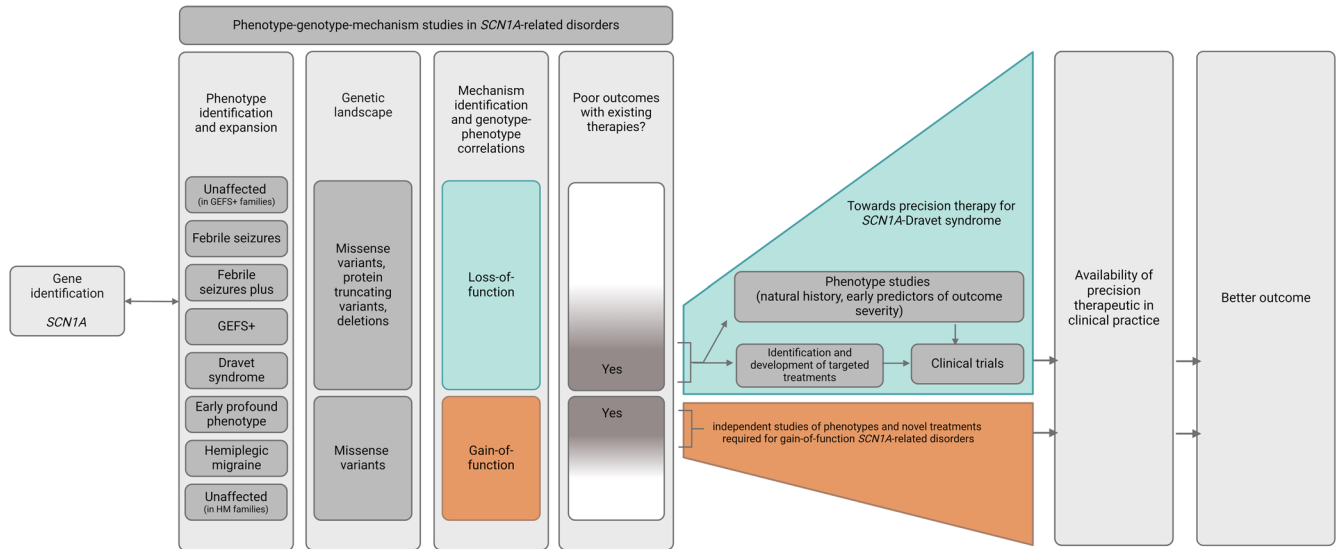 Phenotype-genotype-mechanism studies in SCN1A-related disorders
Gene
identification
SCN1A
Phenotype
identification
and expansion
Unaffected
(in GEFS+ families)
Febrile seizures
Febrile
seizures plus
GEFS+
Dravet
syndrome
Early profound
phenotype
Hemiplegic
migraine
Unaffected
(in HM families)
Genetic
landscape
Missense
variants,
protein
truncating
variants,
deletions
Missense
variants
Mechanism
identification
and genotype-
phenotype
correlations
Loss-of-
function
Gain-of-
function
Poor outcomes
with existing
therapies?
Yes
Yes
Towards precision therapy for
SCN1A-Dravet syndrome
Phenotype studies
(natural history, early predictors of outcome
severity)
Identification and
development of targeted
treatments
Clinical trials
independent studies of phenotypes and novel treatments
required for gain-of-function SCN1A-related disorders
Availability of
precision
therapeutic in
clinical practice
Better outcome